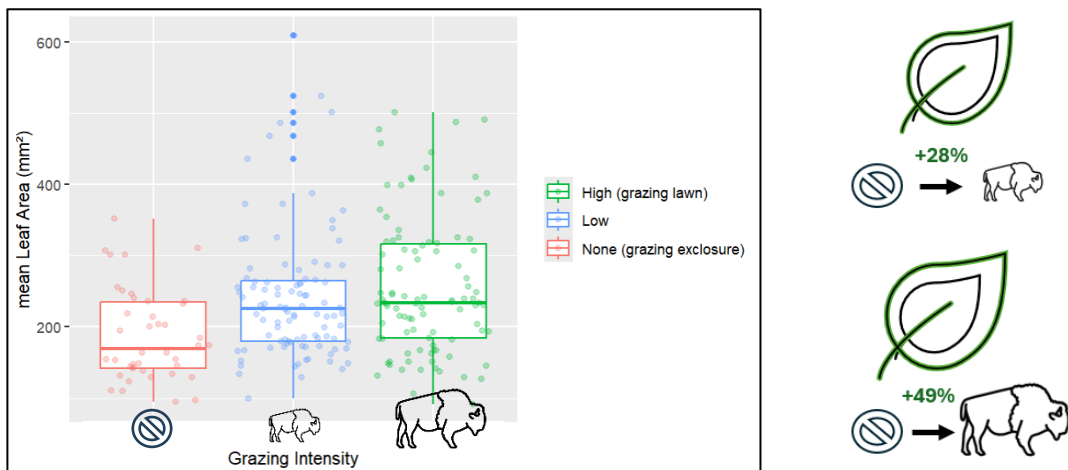 600
400
200
mean Leaf Area (mm²)
Grazing Intensity
High (grazing lawn)
Low
None (grazing exclosure)
+28%
+49%